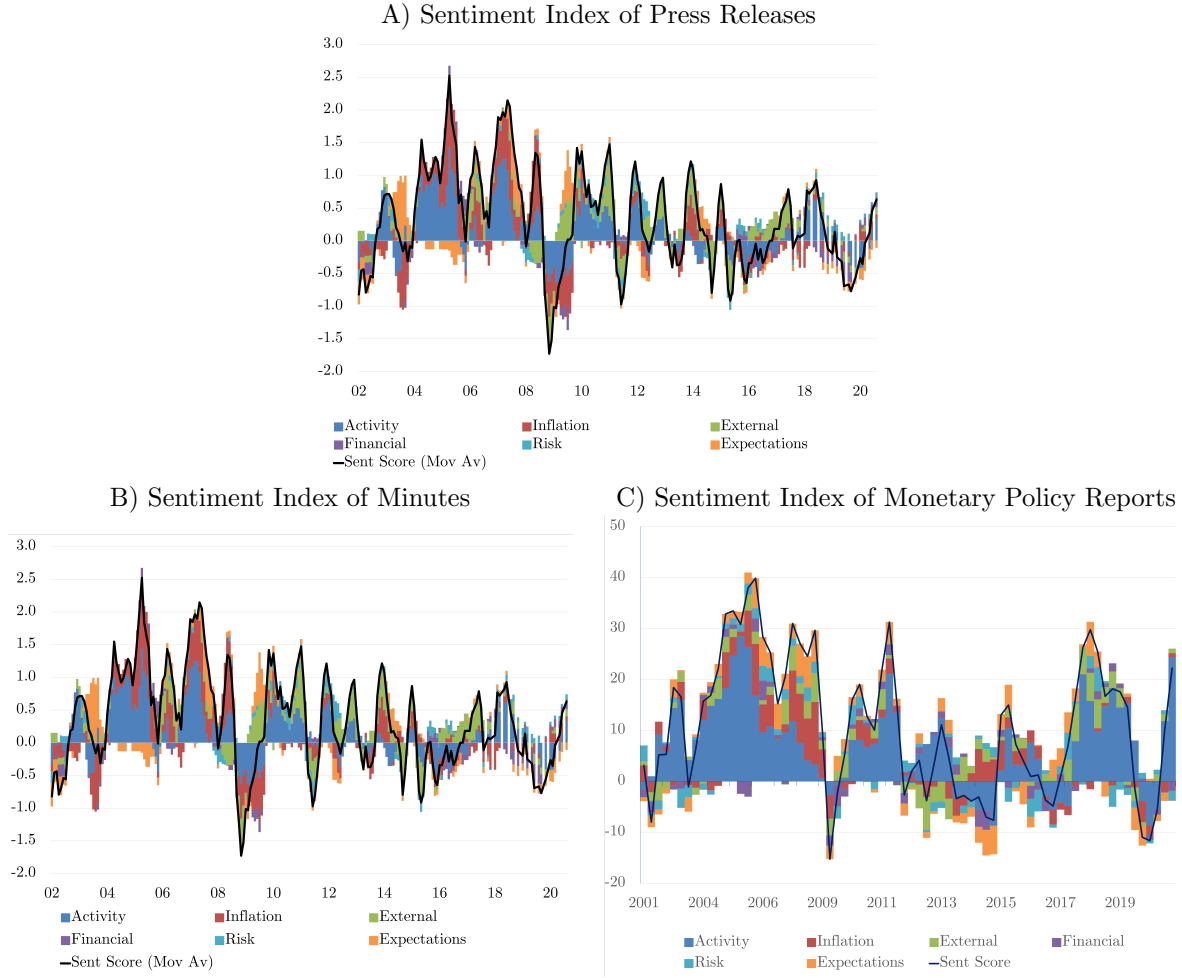 A) Sentiment Index of Press Releases
3.0
2.5
2.0
1.5
1.0
0.5
0.0
-0.5
-1.0
-1.5
-2.0
02 04 06 08 10 12 14 16 18 20
Activity Inflation External
Financial Risk Expectations
Sent Score (Mov Av)
B) Sentiment Index of Minutes
3.0
2.5
2.0
1.5
1.0
0.5
0.0
-0.5
-1.0
-1.5
-2.0
02 04 06 08 10 12 14 16 18 20
Activity Inflation External
Financial Risk Expectations
Sent Score (Mov Av)
C) Sentiment Index of Monetary Policy Reports
50
40
30
20
10
0
-10
-20
2001 2004 2006 2009 2011 2013 2015 2017 2019
Activity Inflation External Financial
Risk Expectations Sent Score